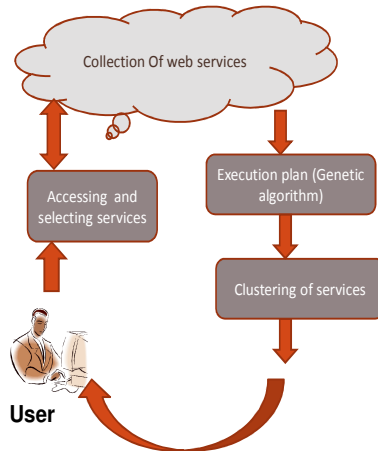 Collection Of web services
Accessing and
selecting services
Execution plan (Genetic
algorithm)
Clustering of services
User